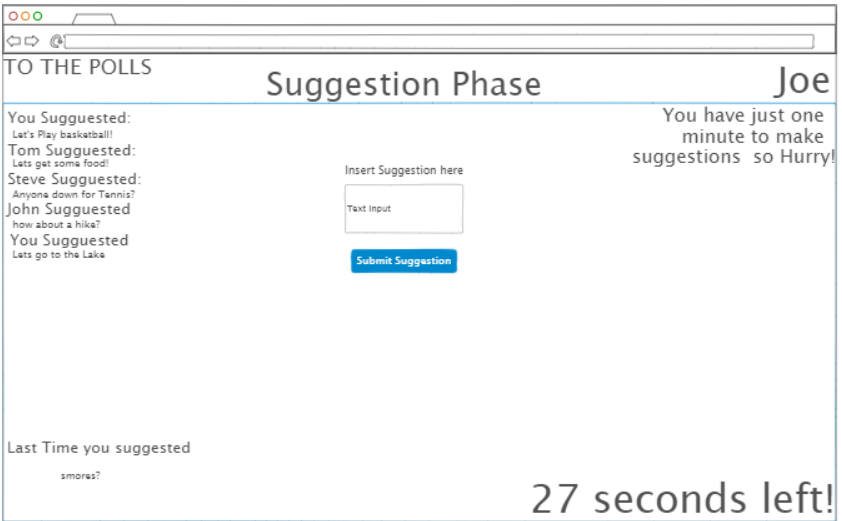 TO THE POLLS
Suggestion Phase
Joe
You Sugguested:
Let's Play basketball!
Tom Sugguested:
Lets get some food!
Steve Sugguested:
Anyone down for Tennis?
John Sugguested
how about a hike?
You Sugguested
Lets go to the Lake
Insert Suggestion here
Text Input
Submit Suggestion
You have just one
minute to make
suggestions so Hurry!
Last Time you suggested
smores?
27 seconds left!